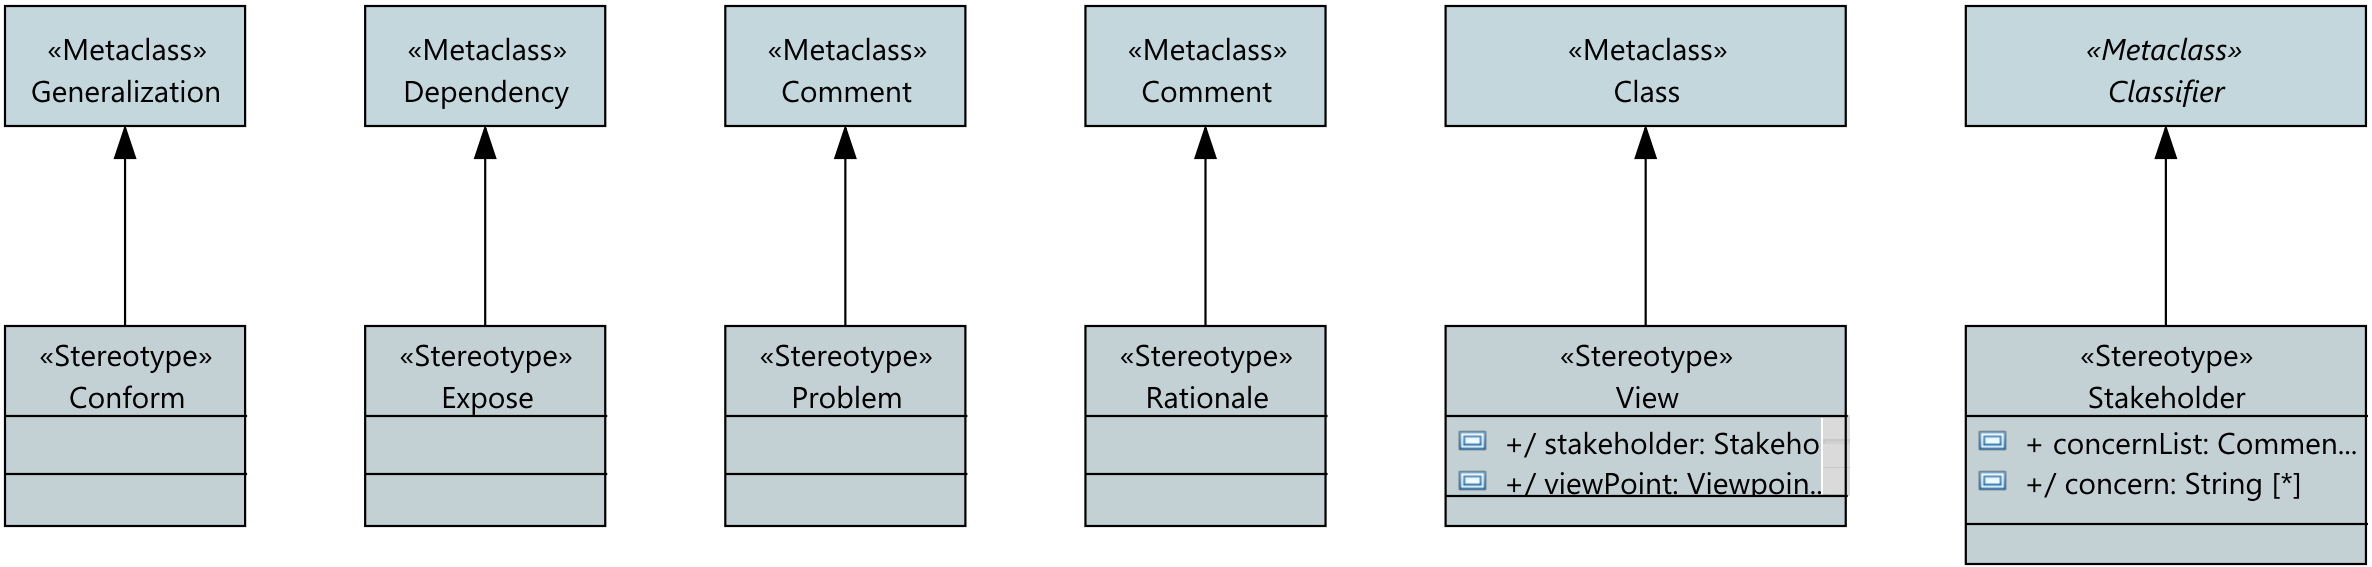 «Metaclass»
Generalization
«Metaclass»
Dependency
«Metaclass»
Comment
«Metaclass»
Comment
«Metaclass»
Class
«Metaclass»
Classifier
«Stereotype»
Conform
«Stereotype»
Expose
«Stereotype»
Problem
«Stereotype»
Rationale
«Stereotype»
View
+/ stakeholder: Stakeho
+/ viewPoint: Viewpoin..
«Stereotype»
Stakeholder
+ concernList: Commen...
+/ concern: String [*]